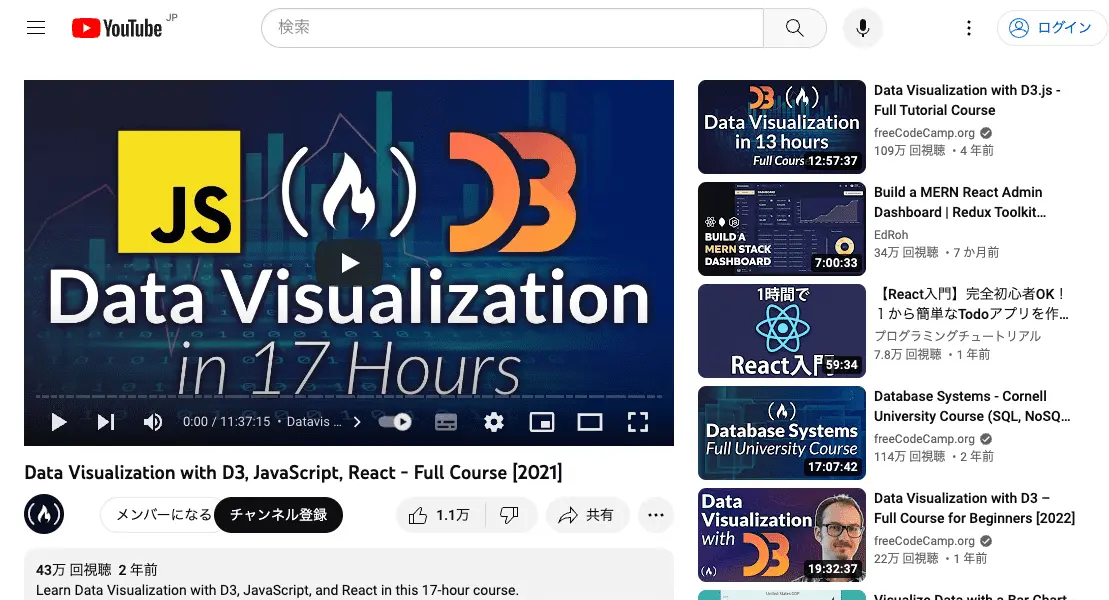 YouTube JP
検索
ログイン
JS
D3
Data Visualization
in 17 Hours
0:00 / 11:37:15 • Datavis …
Data Visualization with D3, JavaScript, React - Full Course [2021]
メンバーになる
チャンネル登録
1.1万
共有
43万 回視聴 2 年前
Learn Data Visualization with D3, JavaScript, and React in this 17-hour course.
D3
Data Visualization
in 13 hours
Full Cours
12:57:37
Data Visualization with D3.js -
Full Tutorial Course
freeCodeCamp.org
109万 回視聴 • 4 年前
BUILD A
MERN STACK
DASHBOARD
7:00:33
Build a MERN React Admin
Dashboard | Redux Toolkit…
EdRoh
34万 回視聴 • 7 か月前
1時間で
React入門
59:34
【React入門】完全初心者OK！
１から簡単なTodoアプリを作…
プログラミングチュートリアル
7.8万 回視聴 • 1 年前
Database Systems
Full University Course
17:07:42
Database Systems - Cornell
University Course (SQL, NoSQ…
freeCodeCamp.org
114万 回視聴 • 2 年前
Data
Visualization
with
D3
19:32:37
Data Visualization with D3 –
Full Course for Beginners [2022]
freeCodeCamp.org
22万 回視聴 • 1 年前
United States GDP
Visualize Data with a Bar Chart